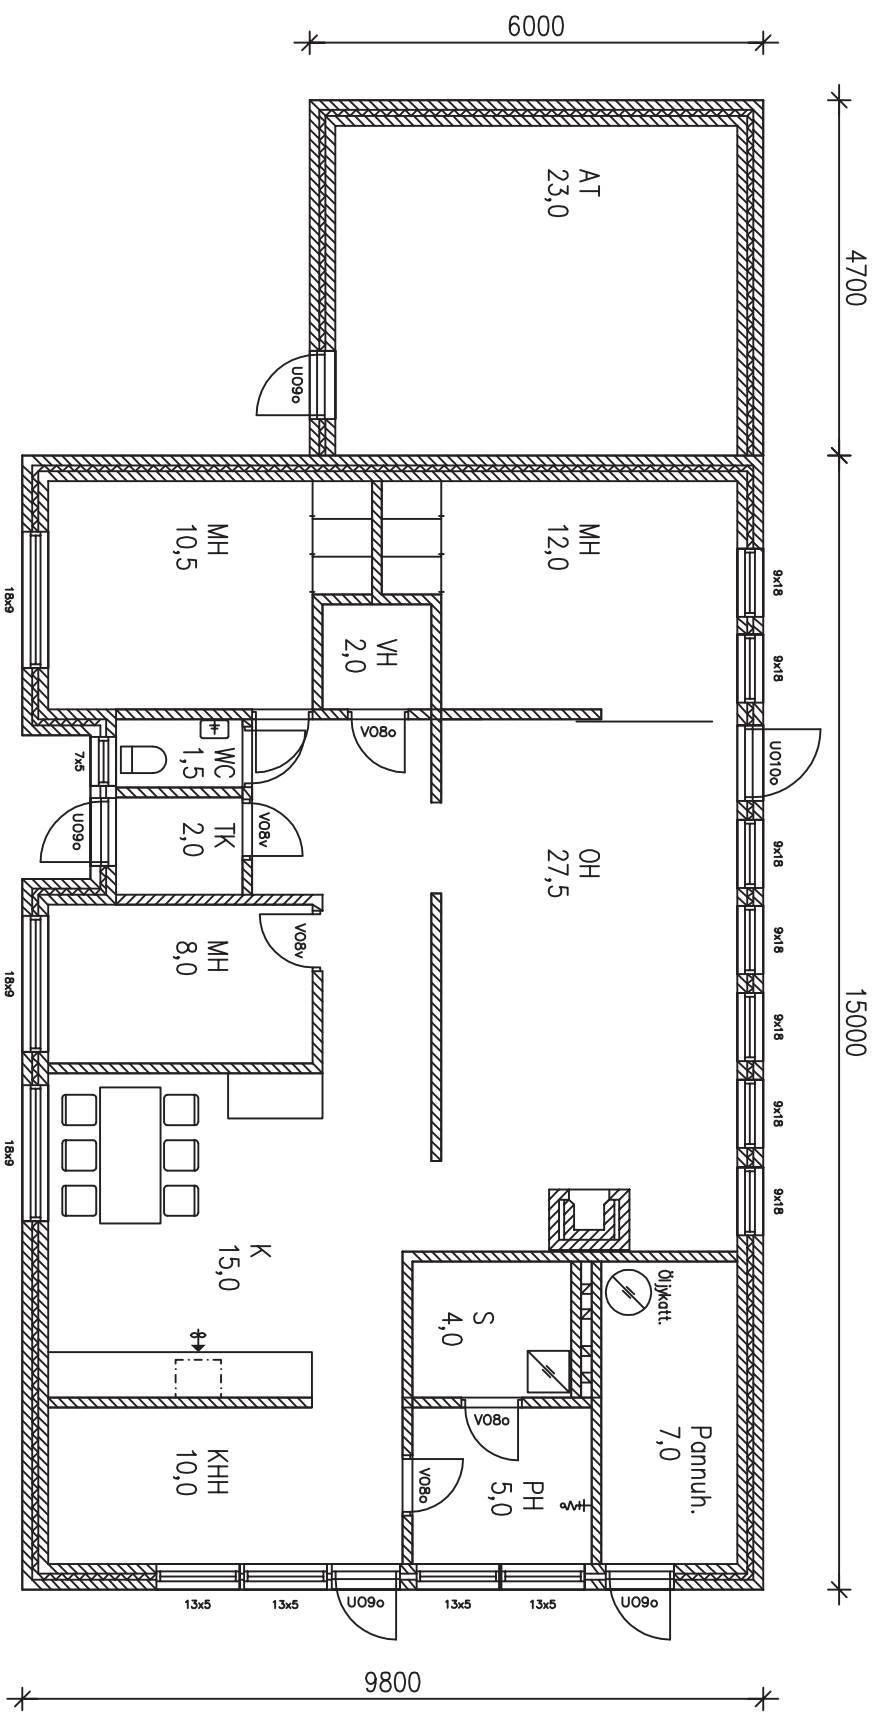 6000
4700
15000
9800
AT
23,0
UO9o
MH
10,5
MH
12,0
VH
2,0
18x9
9x18
9x18
VO8o
WC
1,5
7x5
TK
2,0
VO8v
UO9o
UO10o
OH
27,5
9x18
9x18
9x18
9x18
9x18
MH
8,0
VO8v
18x9
18x9
K
15,0
S
4,0
Öljykatt.
Pannuh.
7,0
VO8o
KHH
10,0
VO8o
PH
5,0
13x5
13x5
UO9o
13x5
13x5
UO9o